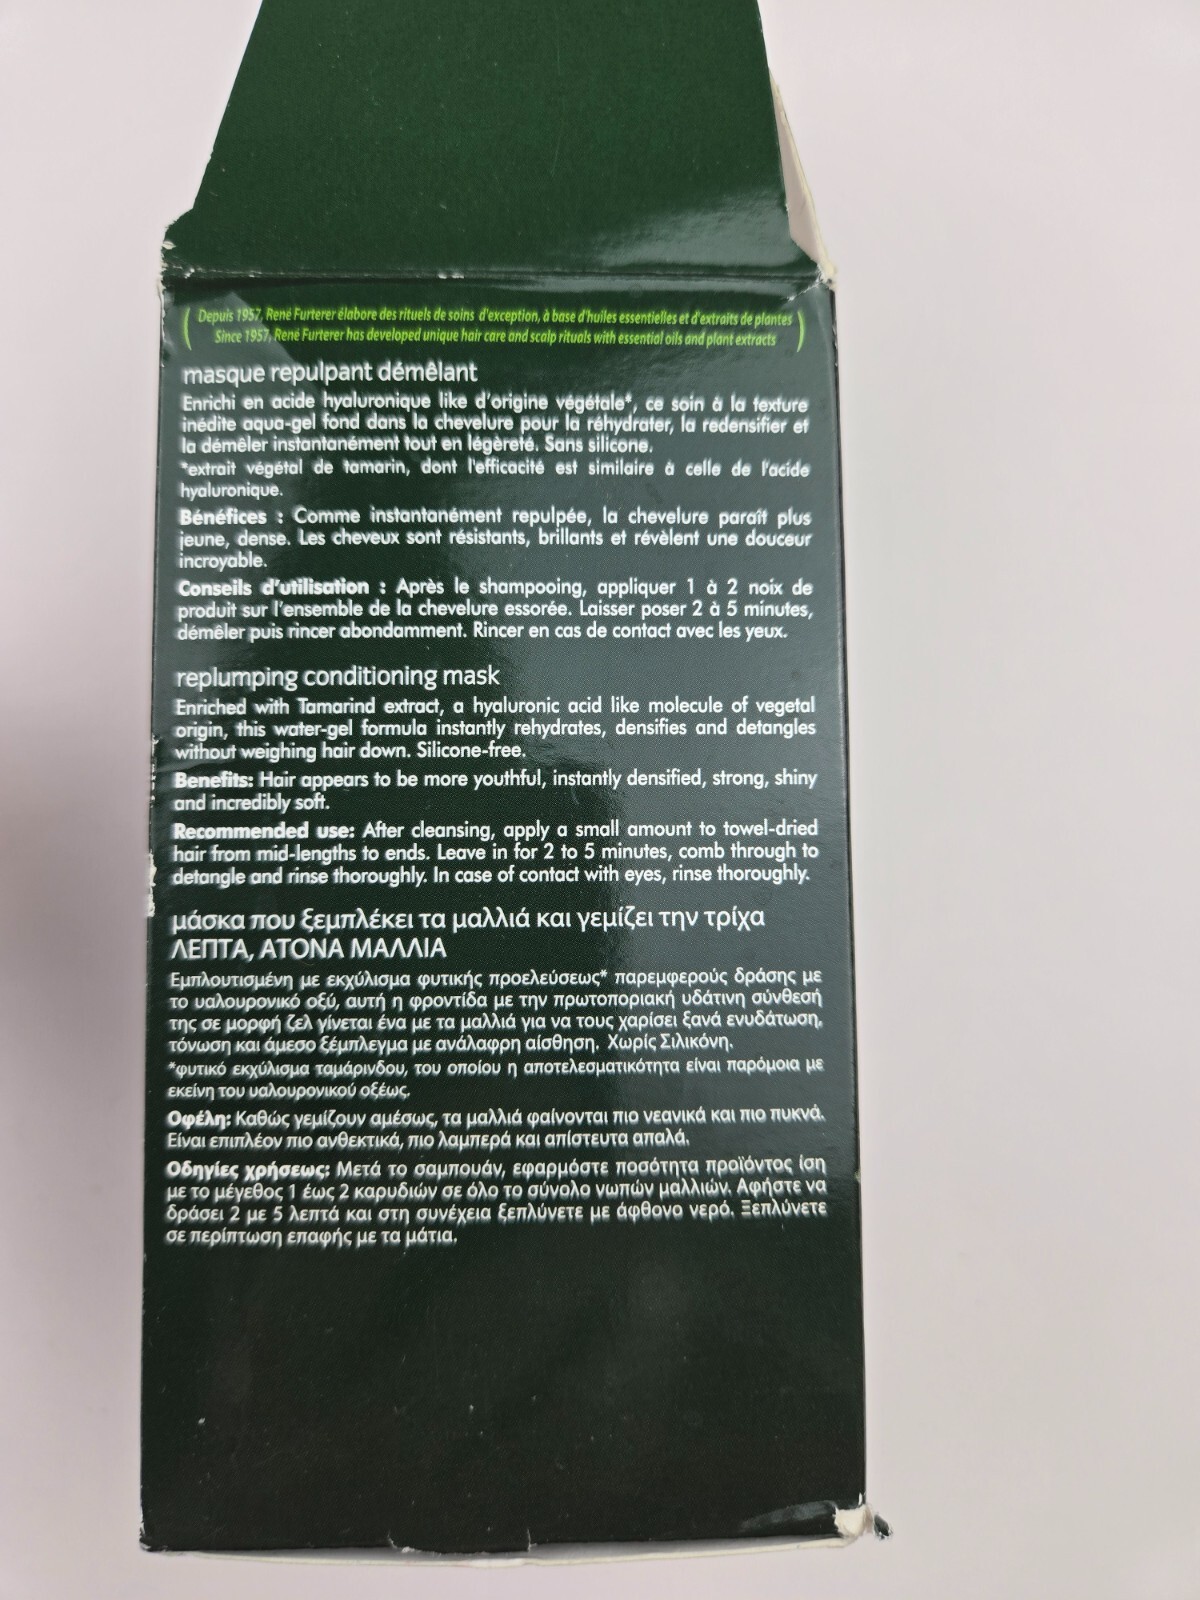 Depuis 1957, René Furterer élabore des rituels de soins d'exception, à base d'huiles essentielles et d'extraits de plantes
Since 1957, René Furterer has developed unique hair care and scalp rituals with essential oils and plant extracts
masque repulpant démêlant
Enrichi en acide hyaluronique like d'origine végétale*, ce soin à la texture
inédite aqua-gel fond dans la chevelure pour la réhydrater, la redensifier et
la démêler instantanément tout en légèreté. Sans silicone.
*extrait végétal de tamarin, dont l'efficacité est similaire à celle de l'acide
hyaluronique.
Bénéfices : Comme instantanément repulpée, la chevelure paraît plus
jeune, dense. Les cheveux sont résistants, brillants et révèlent une douceur
incroyable.
Conseils d'utilisation : Après le shampooing, appliquer 1 à 2 noix de
produit sur l'ensemble de la chevelure essorée. Laisser poser 2 à 5 minutes,
démêler puis rincer abondamment. Rincer en cas de contact avec les yeux.
replumping conditioning mask
Enriched with Tamarind extract, a hyaluronic acid like molecule of vegetal
origin, this water-gel formula instantly rehydrates, densifies and detangles
without weighing hair down. Silicone-free.
Benefits: Hair appears to be more youthful, instantly densified, strong, shiny
and incredibly soft.
Recommended use: After cleansing, apply a small amount to towel-dried
hair from mid-lengths to ends. Leave in for 2 to 5 minutes, comb through to
detangle and rinse thoroughly. In case of contact with eyes, rinse thoroughly.
μάσκα που ξεμπλέκει τα μαλλιά και γεμίζει την τρίχα
ΛΕΠΤΑ, ΑΤΟΝΑ ΜΑΛΛΙΑ
Εμπλουτισμένη με εκχύλισμα φυτικής προελεύσεως* παρεμφερούς δράσης με
το υαλουρονικό οξύ, αυτή η φροντίδα με την πρωτοποριακή υδάτινη σύνθεσή
της σε μορφή ζελ γίνεται ένα με τα μαλλιά για να τους χαρίσει ξανά ενυδάτωση,
τόνωση και άμεσο ξέμπλεγμα με ανάλαφρη αίσθηση. Χωρίς Σιλικόνη.
*φυτικό εκχύλισμα ταμάρινδου, του οποίου η αποτελεσματικότητα είναι παρόμοια με
εκείνη του υαλουρονικού οξέως.
Οφέλη: Καθώς γεμίζουν αμέσως, τα μαλλιά φαίνονται πιο νεανικά και πιο πυκνά.
Είναι επιπλέον πιο ανθεκτικά, πιο λαμπερά και απίστευτα απαλά.
Οδηγίες χρήσεως: Μετά το σαμπουάν, εφαρμόστε ποσότητα προϊόντος ίση
με το μέγεθος 1 έως 2 καρυδιών σε όλο το σύνολο νωπών μαλλιών. Αφήστε να
δράσει 2 με 5 λεπτά και στη συνέχεια ξεπλύνετε με άφθονο νερό. Ξεπλύνετε
σε περίπτωση επαφής με τα μάτια.